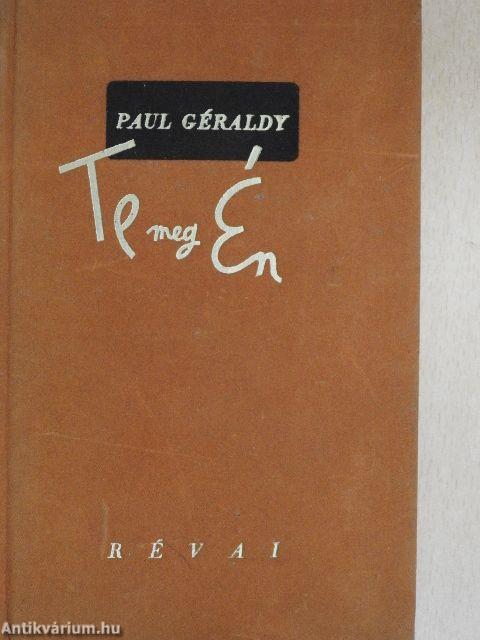 PAUL GÉRALDY
Te meg Én
RÉVAI
Antikvárium.hu